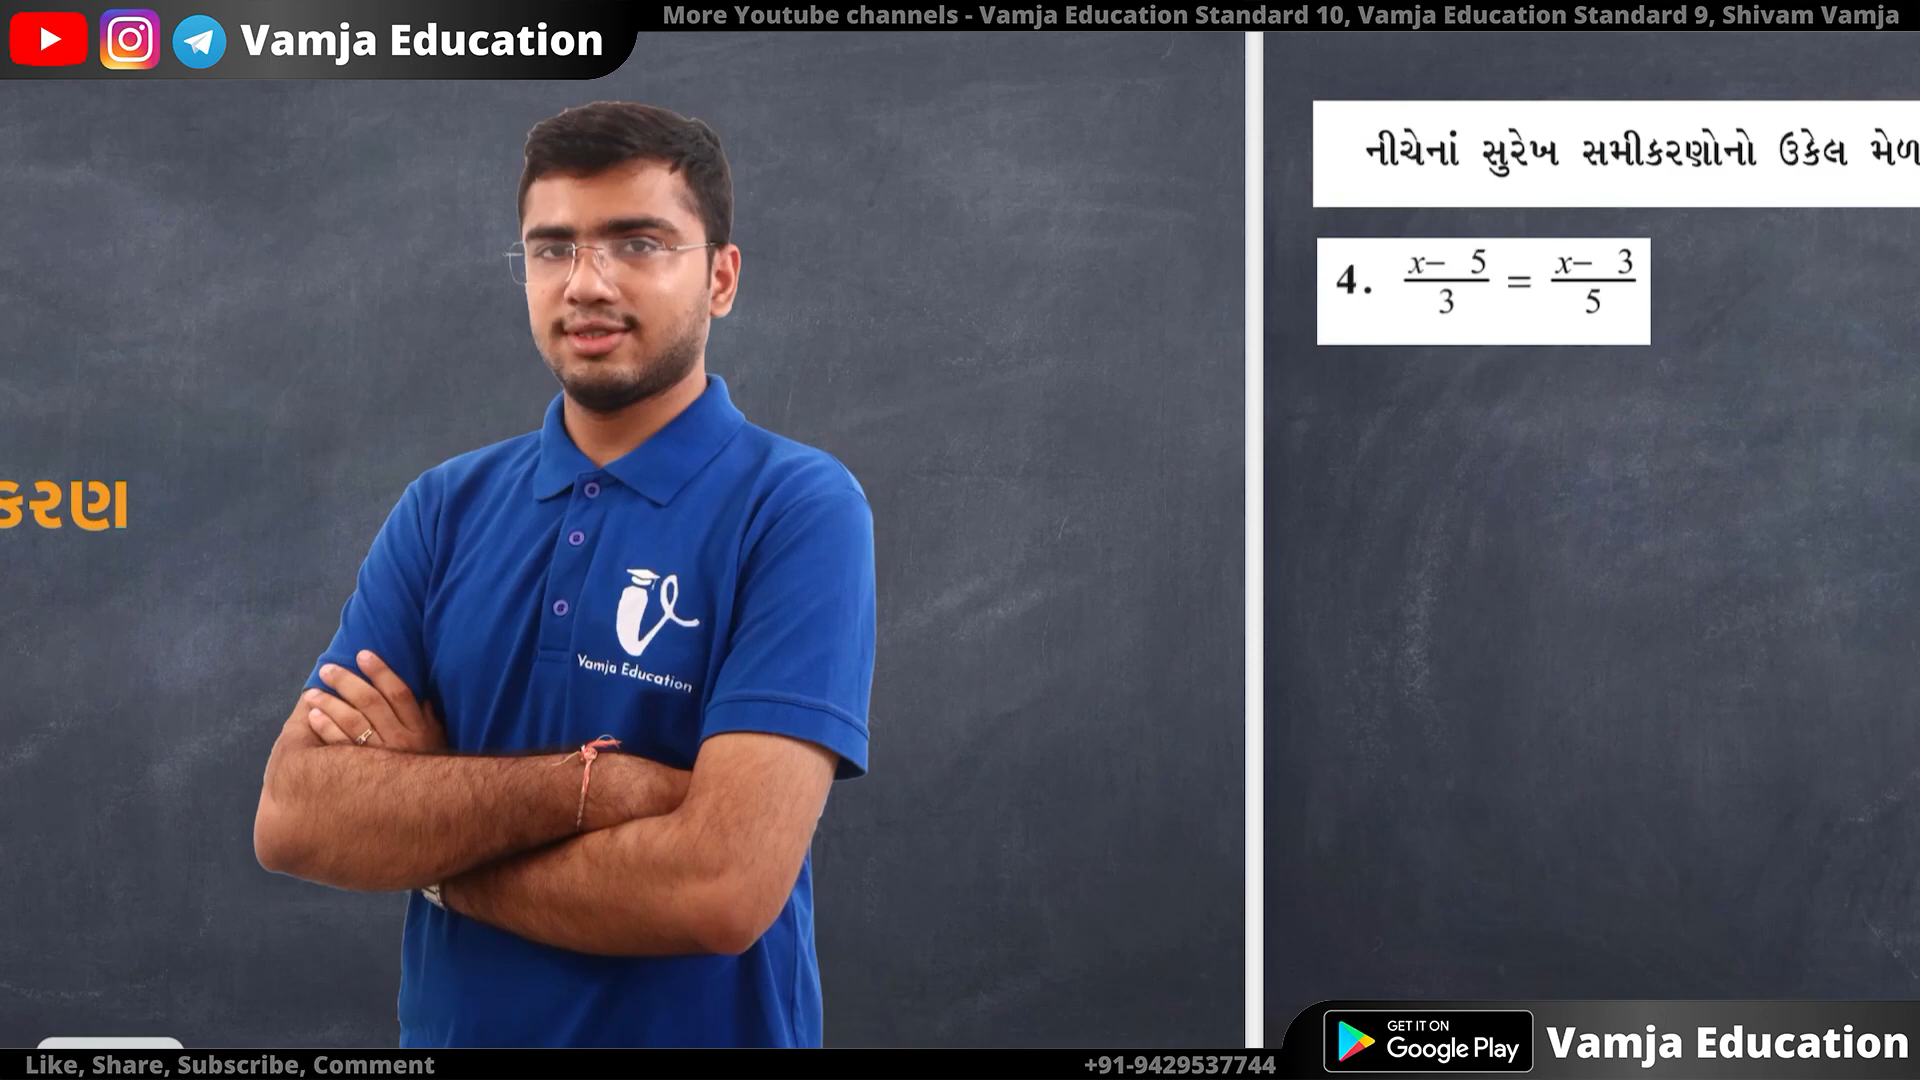 More Youtube channels - Vamja Education Standard 10, Vamja Education Standard 9, Shivam Vamja
Vamja Education
નીચેનાં સુરેખ સમીકરણોનો ઉકેલ
4. x− 5/3 = x− 3/5
કરણ
Vamja Education
Like, Share, Subscribe, Comment
+91-9429537744
GET IT ON
Google Play
Vamja Education